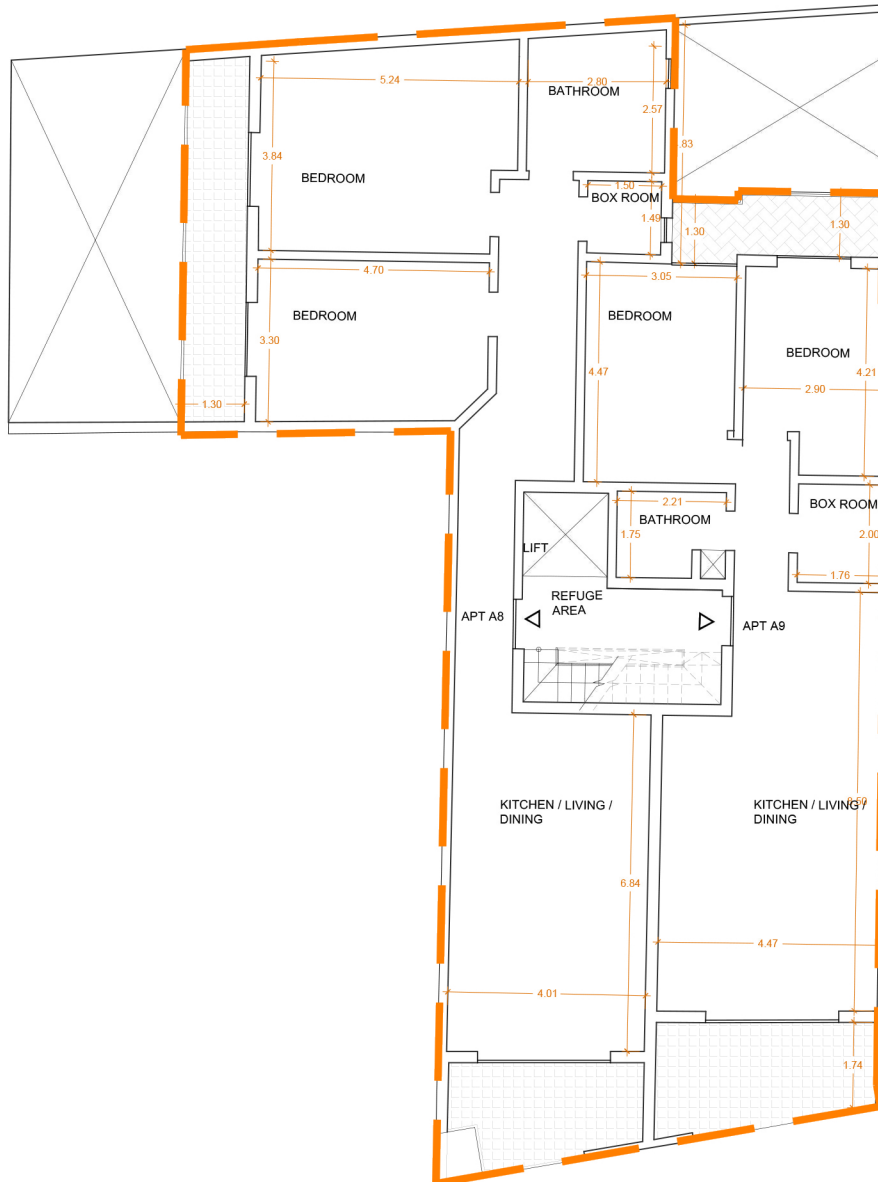 5.24
2.80
BATHROOM
2.57
.83
3.84
BEDROOM
1.50
BOX ROOM
1.49
1.30
1.30
4.70
3.05
BEDROOM
BEDROOM
3.30
BEDROOM
4.47
4.21
2.90
1.30
2.21
BATHROOM
1.75
BOX ROOM
2.00
LIFT
1.76
REFUGE
AREA
APT A8
APT A9
KITCHEN / LIVING /
DINING
KITCHEN / LIVING /
DINING
6.84
4.01
4.47
1.74